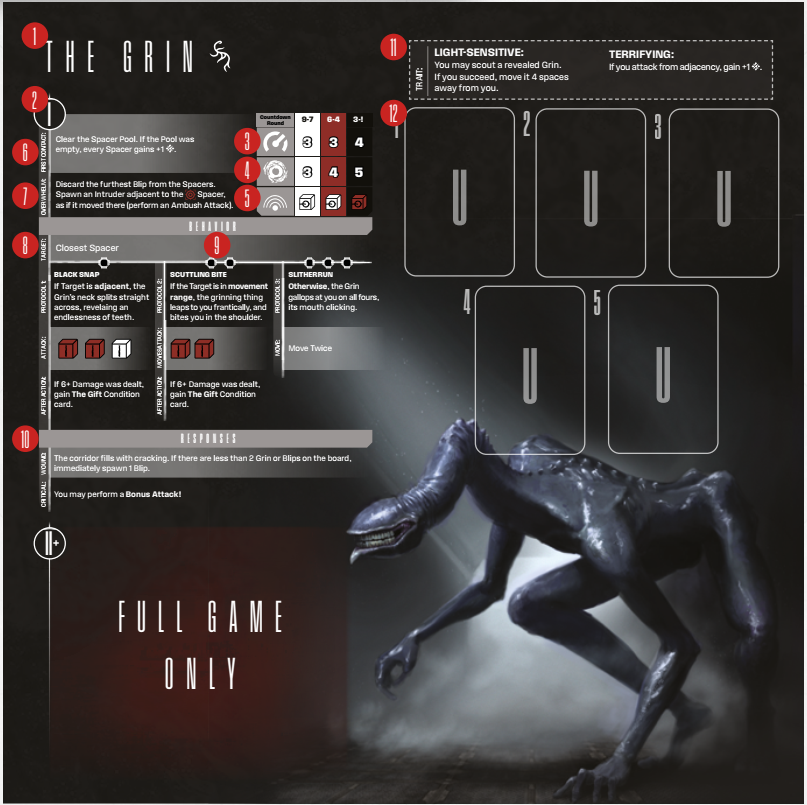 1
THE GRIN
2
I
FIRST CONTACT:
6
Clear the Spacer Pool. If the Pool was
empty, every Spacer gains +1
Countdown
Round
9-7
6-4
3-!
3
3
3
4
4
3
4
5
5
OVERWHELM:
7
Discard the furthest Blip from the Spacers.
Spawn an Intruder adjacent to the Spacer,
as if it moved there (perform an Ambush Attack).
BEHAVIOR
8
TARGET:
Closest Spacer
9
PROTOCOL 1:
BLACK SNAP
If Target is adjacent, the
Grin's neck splits straight
across, revelaing an
endlessness of teeth.
ATTACK:
AFTER ACTION:
If 6+ Damage was dealt,
gain The Gift Condition
card.
PROTOCOL 2:
SCUTTLING BITE
If the Target is in movement
range, the grinning thing
leaps to you frantically, and
bites you in the shoulder.
MOVE/ATTACK:
AFTER ACTION:
If 6+ Damage was dealt,
gain The Gift Condition
card.
PROTOCOL 3:
SLITHERRUN
Otherwise, the Grin
gallops at you on all fours,
its mouth clicking.
MOVE:
Move Twice
10
RESPONSES
WOUND:
The corridor fills with cracking. If there are less than 2 Grin or Blips on the board,
immediately spawn 1 Blip.
CRITICAL:
You may perform a Bonus Attack!
II+
FULL GAME
ONLY
11
TRAIT:
LIGHT-SENSITIVE:
You may scout a revealed Grin.
If you succeed, move it 4 spaces
away from you.
TERRIFYING:
If you attack from adjacency, gain +1
12
1
U
2
U
3
U
4
U
5
U